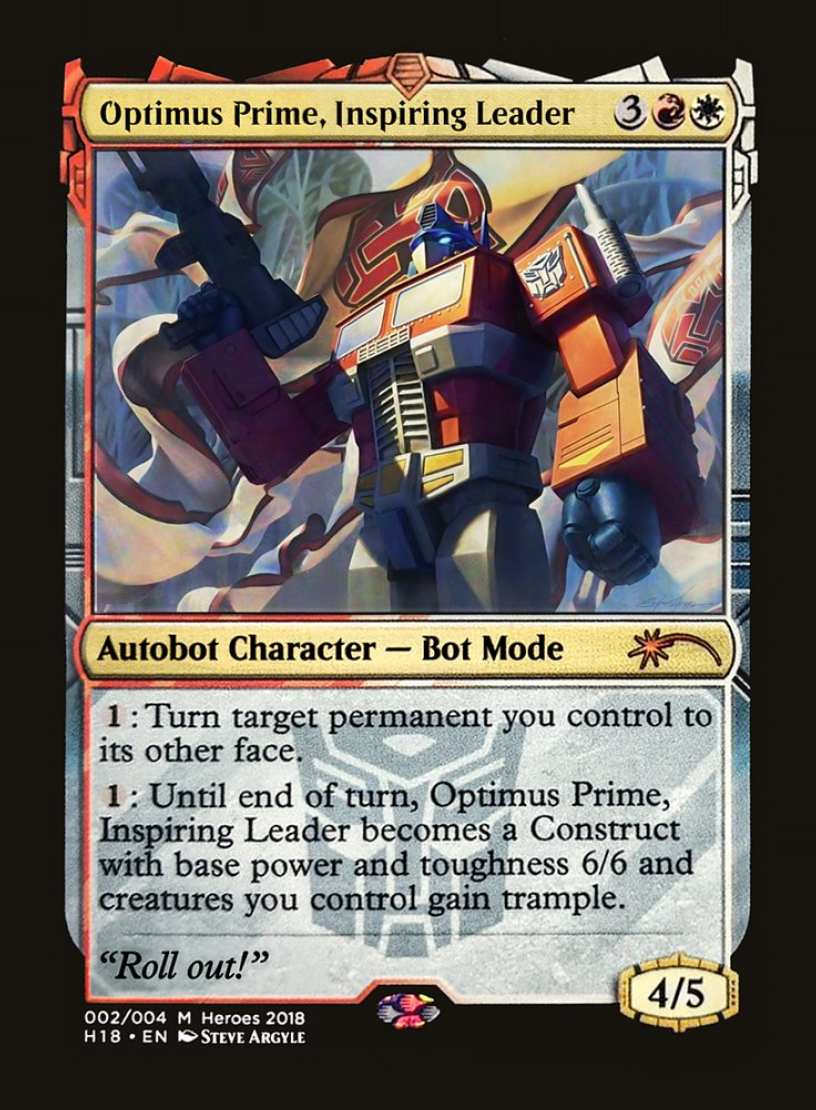 Optimus Prime, Inspiring Leader 3
Autobot Character — Bot Mode
1: Turn target permanent you control to
its other face.
1: Until end of turn, Optimus Prime,
Inspiring Leader becomes a Construct
with base power and toughness 6/6 and
creatures you control gain trample.
“Roll out!”
4/5
002/004 M Heroes 2018
H18 • EN STEVE ARGYLE